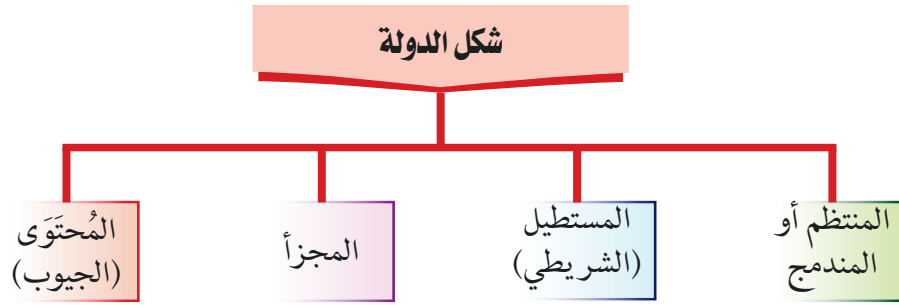 شكل الدولة
المنتظم أو
المندمج
المستطيل
(الشريطي)
المجزأ
المُحتَوَى
(الجيوب)